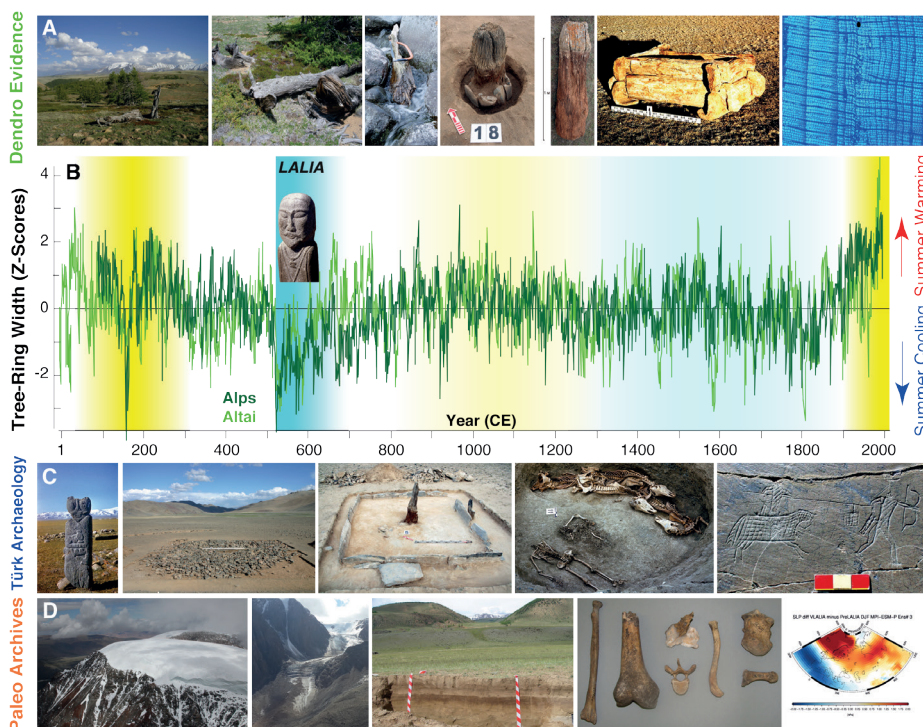 Dendro Evidence
A
18
B
LALIA
Tree-Ring Width (Z-Scores)
4
2
0
-2
Alps
Altai
Year (CE)
1
200
400
600
800
1000
1200
1400
1600
1800
2000
Summer Warming
Summer Cooling
Türk Archaeology
C
Paleo Archives
D